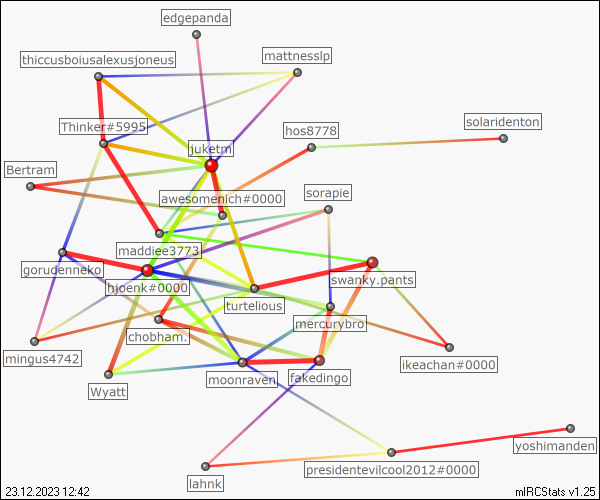 edgepanda
thiccusboiusalexusjoneus
mattnesslp
solaridenton
Thinker#5995
hos8778
juketm
Bertram
awesomenich#0000
sorapie
maddiee3773
gorudenneko
hjoenk#0000
swanky.pants
turtelious
mercurybro
chobham.
mingus4742
ikeachan#0000
moonraven
fakedingo
Wyatt
yoshimanden
presidentevilcool2012#0000
lahnk
23.12.2023 12:42
mIRCStats v1.25